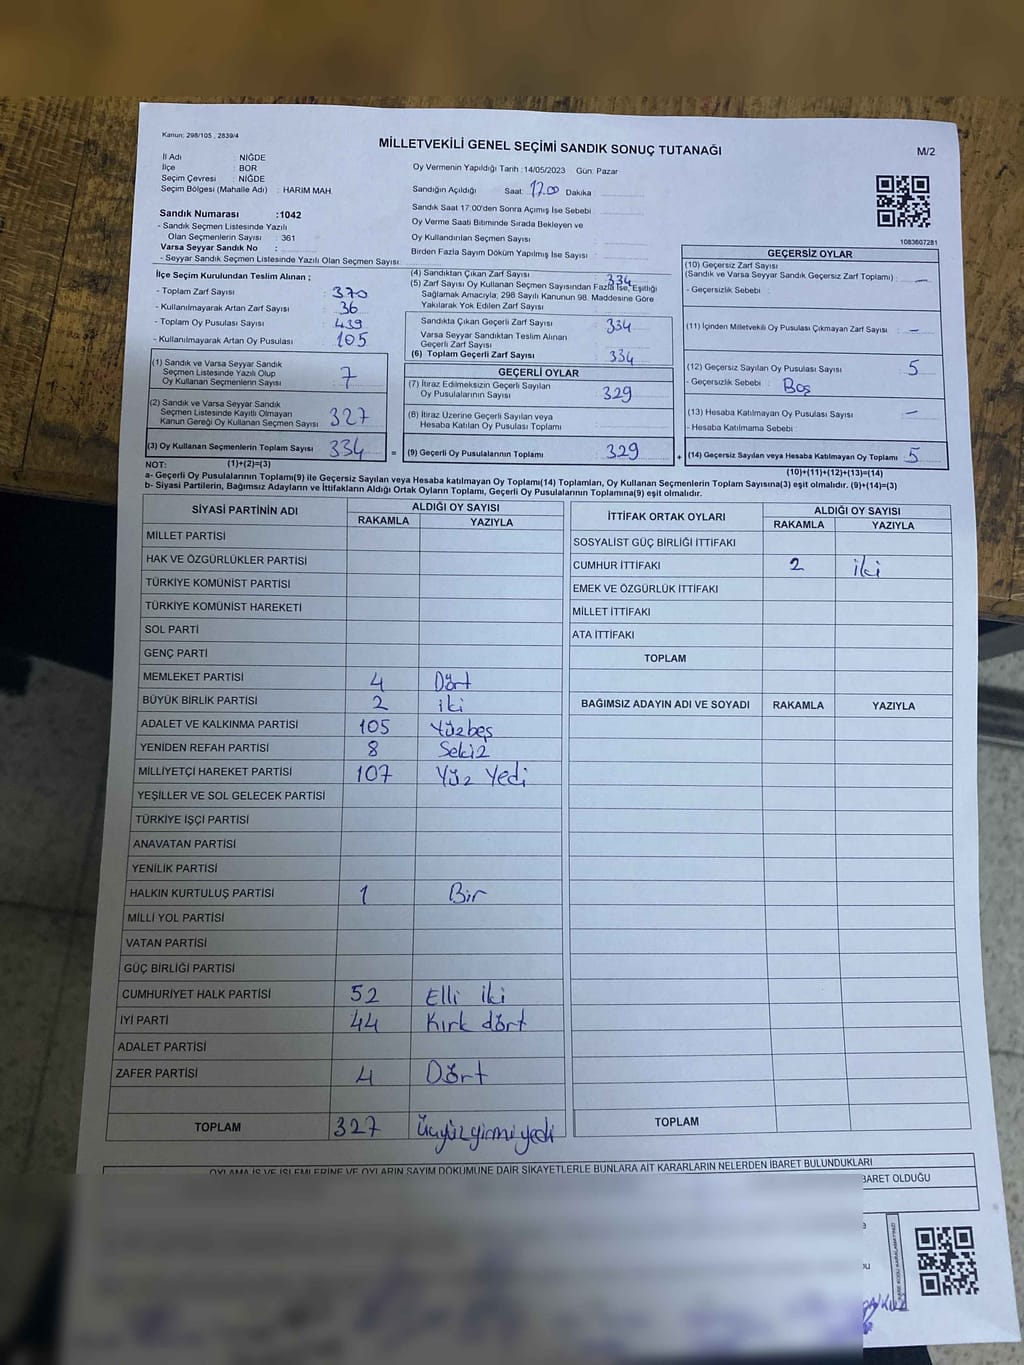 Kanun: 298/105 , 2839/4
MİLLETVEKİLİ GENEL SEÇİMİ SANDIK SONUÇ TUTANAĞI
M/2
İl Adı : NİĞDE
İlçe : BOR
Seçim Çevresi : NİĞDE
Seçim Bölgesi (Mahalle Adı) : HARIM MAH.
Sandık Numarası :1042
- Sandık Seçmen Listesinde Yazılı
Olan Seçmenlerin Sayısı : 361
Varsa Seyyar Sandık No :
- Seyyar Sandık Seçmen Listesinde Yazılı Olan Seçmen Sayısı:
Oy Vermenin Yapıldığı Tarih :14/05/2023 Gün: Pazar
Sandığın Açıldığı Saat: 17.00 Dakika :
Sandık Saat 17:00'den Sonra Açımış İse Sebebi :
Oy Verme Saati Bitiminde Sırada Bekleyen ve
Oy Kullandırılan Seçmen Sayısı :
Birden Fazla Sayım Döküm Yapılmış İse Sayısı :
1083607281
İlçe Seçim Kurulundan Teslim Alınan ;
- Toplam Zarf Sayısı : 370
- Kullanılmayarak Artan Zarf Sayısı : 36
- Toplam Oy Pusulası Sayısı : 439
- Kullanılmayarak Artan Oy Pusulası : 105
(1) Sandık ve Varsa Seyyar Sandık
Seçmen Listesinde Yazılı Olup
Oy Kullanan Seçmenlerin Sayısı : 7
(2) Sandık ve Varsa Seyyar Sandık
Seçmen Listesinde Kayıtlı Olmayan
Kanun Gereği Oy Kullanan Seçmen Sayısı : 327
(3) Oy Kullanan Seçmenlerin Toplam Sayısı : 334
(1)+(2)=(3)
(4) Sandıktan Çıkan Zarf Sayısı : 334
(5) Zarf Sayısı Oy Kullanan Seçmen Sayısından Fazla İse, Eşitliği
Sağlamak Amacıyla; 298 Sayılı Kanunun 98. Maddesine Göre
Yakılarak Yok Edilen Zarf Sayısı :
Sandıkta Çıkan Geçerli Zarf Sayısı : 334
Varsa Seyyar Sandıktan Teslim Alınan
Geçerli Zarf Sayısı :
(6) Toplam Geçerli Zarf Sayısı : 334
GEÇERLİ OYLAR
(7) İtiraz Edilmeksizin Geçerli Sayılan
Oy Pusulalarının Sayısı : 329
(8) İtiraz Üzerine Geçerli Sayılan veya
Hesaba Katılan Oy Pusulası Toplamı :
= (9) Geçerli Oy Pusulalarının Toplamı : 329 +
GEÇERSİZ OYLAR
(10) Geçersiz Zarf Sayısı
(Sandık ve Varsa Seyyar Sandık Geçersiz Zarf Toplamı) : —
- Geçersizlik Sebebi :
(11) İçinden Milletvekili Oy Pusulası Çıkmayan Zarf Sayısı : —
(12) Geçersiz Sayılan Oy Pusulası Sayısı : 5
- Geçersizlik Sebebi : Boş
(13) Hesaba Katılmayan Oy Pusulası Sayısı : —
- Hesaba Katılmama Sebebi :
(14) Geçersiz Sayılan veya Hesaba Katılmayan Oy Toplamı : 5
(10)+(11)+(12)+(13)=(14)
NOT:
a- Geçerli Oy Pusulalarının Toplamı(9) ile Geçersiz Sayılan veya Hesaba katılmayan Oy Toplamı(14) Toplamları, Oy Kullanan Seçmenlerin Toplam Sayısına(3) eşit olmalıdır. (9)+(14)=(3)
b- Siyasi Partilerin, Bağımsız Adayların ve İttifakların Aldığı Ortak Oyların Toplamı, Geçerli Oy Pusulalarının Toplamına(9) eşit olmalıdır.
SİYASİ PARTİNİN ADI ALDIĞI OY SAYISI
RAKAMLA YAZIYLA
MİLLET PARTİSİ
HAK VE ÖZGÜRLÜKLER PARTİSİ
TÜRKİYE KOMÜNİST PARTİSİ
TÜRKİYE KOMÜNİST HAREKETİ
SOL PARTİ
GENÇ PARTİ
MEMLEKET PARTİSİ 4 Dört
BÜYÜK BİRLİK PARTİSİ 2 iki
ADALET VE KALKINMA PARTİSİ 105 Yüzbeş
YENİDEN REFAH PARTİSİ 8 Sekiz
MİLLİYETÇİ HAREKET PARTİSİ 107 Yüz Yedi
YEŞİLLER VE SOL GELECEK PARTİSİ
TÜRKİYE İŞÇİ PARTİSİ
ANAVATAN PARTİSİ
YENİLİK PARTİSİ
HALKIN KURTULUŞ PARTİSİ 1 Bir
MİLLİ YOL PARTİSİ
VATAN PARTİSİ
GÜÇ BİRLİĞİ PARTİSİ
CUMHURİYET HALK PARTİSİ 52 Elli iki
İYİ PARTİ 44 Kırk dört
ADALET PARTİSİ
ZAFER PARTİSİ 4 Dört
TOPLAM 327 Üçyüzyirmiyedi
İTTİFAK ORTAK OYLARI ALDIĞI OY SAYISI
RAKAMLA YAZIYLA
SOSYALİST GÜÇ BİRLİĞİ İTTİFAKI
CUMHUR İTTİFAKI 2 iki
EMEK VE ÖZGÜRLÜK İTTİFAKI
MİLLET İTTİFAKI
ATA İTTİFAKI
TOPLAM
BAĞIMSIZ ADAYIN ADI VE SOYADI RAKAMLA YAZIYLA
TOPLAM
OYLAMA İŞ VE İŞLEMLERİNE VE OYLARIN SAYIM DÖKÜMÜNE DAİR ŞİKAYETLERLE BUNLARA AİT KARARLARIN NELERDEN İBARET BULUNDUKLARI
BARET OLDUĞU